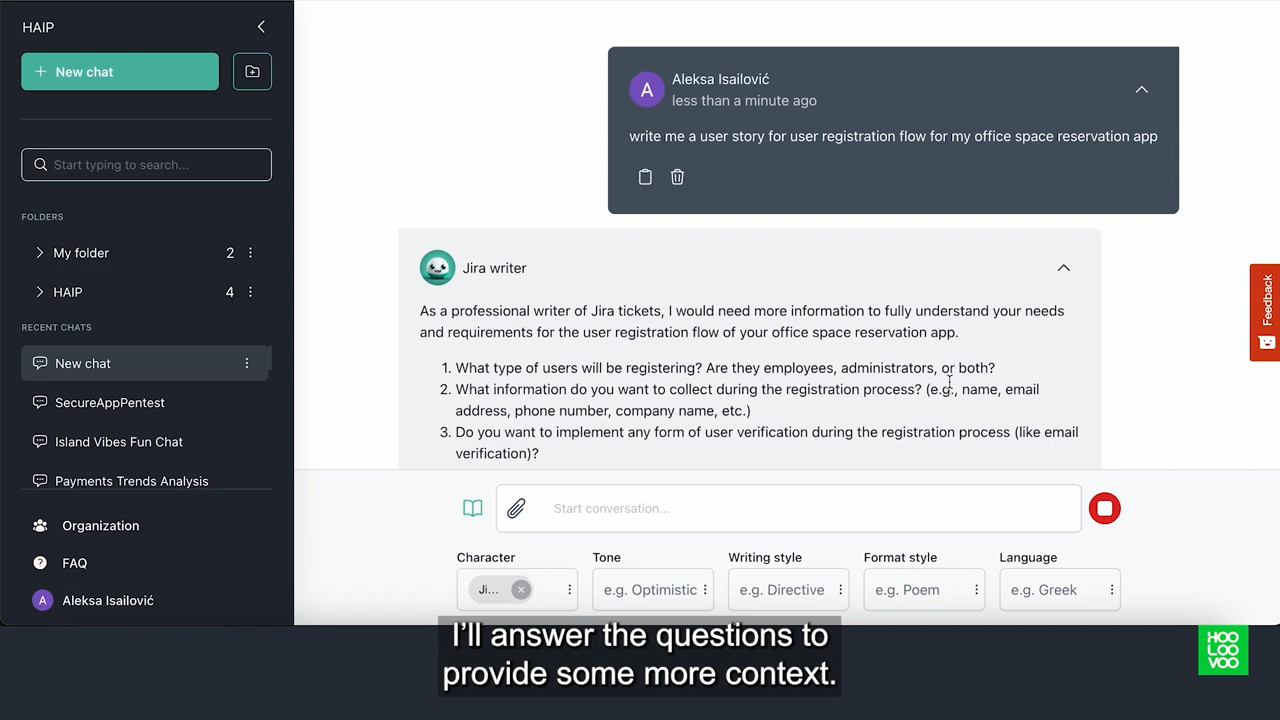 HAIP
New chat
Start typing to search...
FOLDERS
My folder 2
HAIP 4
RECENT CHATS
New chat
SecureAppPentest
Island Vibes Fun Chat
Payments Trends Analysis
Organization
? FAQ
A Aleksa Isailović
A Aleksa Isailović
less than a minute ago
write me a user story for user registration flow for my office space reservation app
Jira writer
As a professional writer of Jira tickets, I would need more information to fully understand your needs
and requirements for the user registration flow of your office space reservation app.
1. What type of users will be registering? Are they employees, administrators, or both?
2. What information do you want to collect during the registration process? (e.g., name, email
address, phone number, company name, etc.)
3. Do you want to implement any form of user verification during the registration process (like email
verification)?
Feedback
Start conversation...
Character Tone Writing style Format style Language
Ji... e.g. Optimistic e.g. Directive e.g. Poem e.g. Greek
I'll answer the questions to
provide some more context.
HOO
LOO
VOO